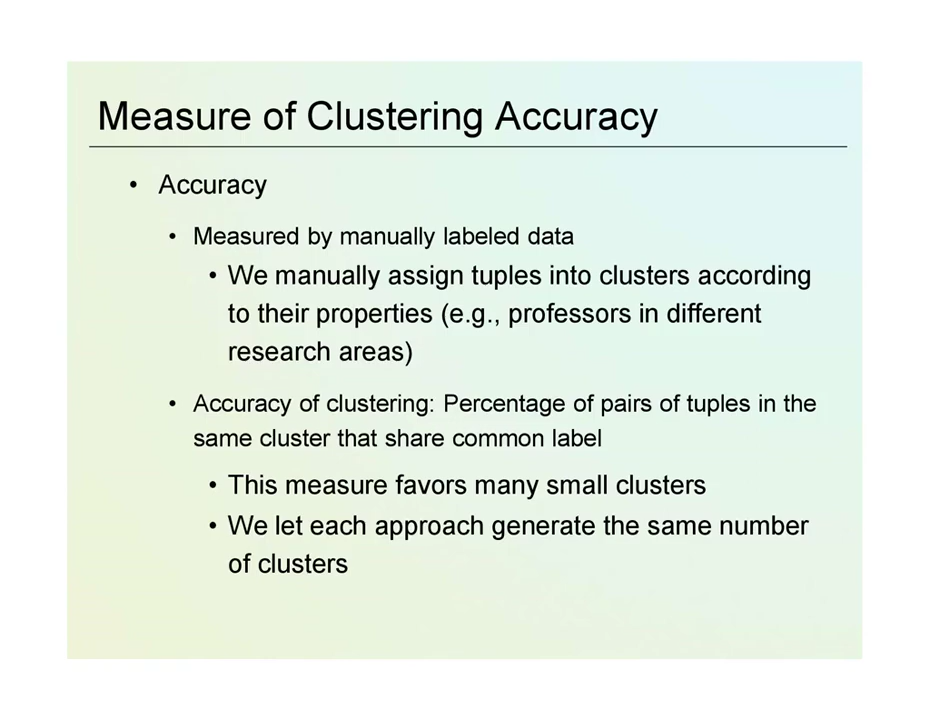 Measure of Clustering Accuracy
• Accuracy
• Measured by manually labeled data
• We manually assign tuples into clusters according
to their properties (e.g., professors in different
research areas)
• Accuracy of clustering: Percentage of pairs of tuples in the
same cluster that share common label
• This measure favors many small clusters
• We let each approach generate the same number
of clusters